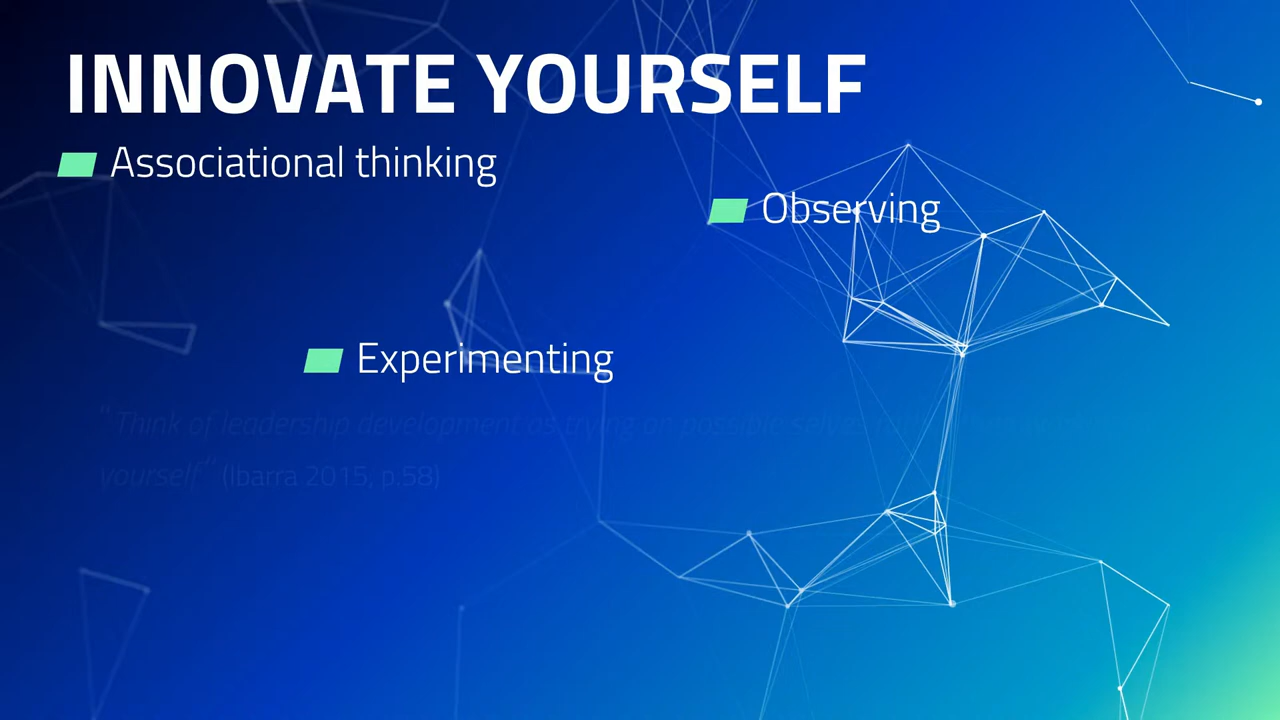 INNOVATE YOURSELF
Associational thinking
Observing
Experimenting
"Think of leadership development as trying on possible selves
yourself" (Ibarra 2015, p.58)